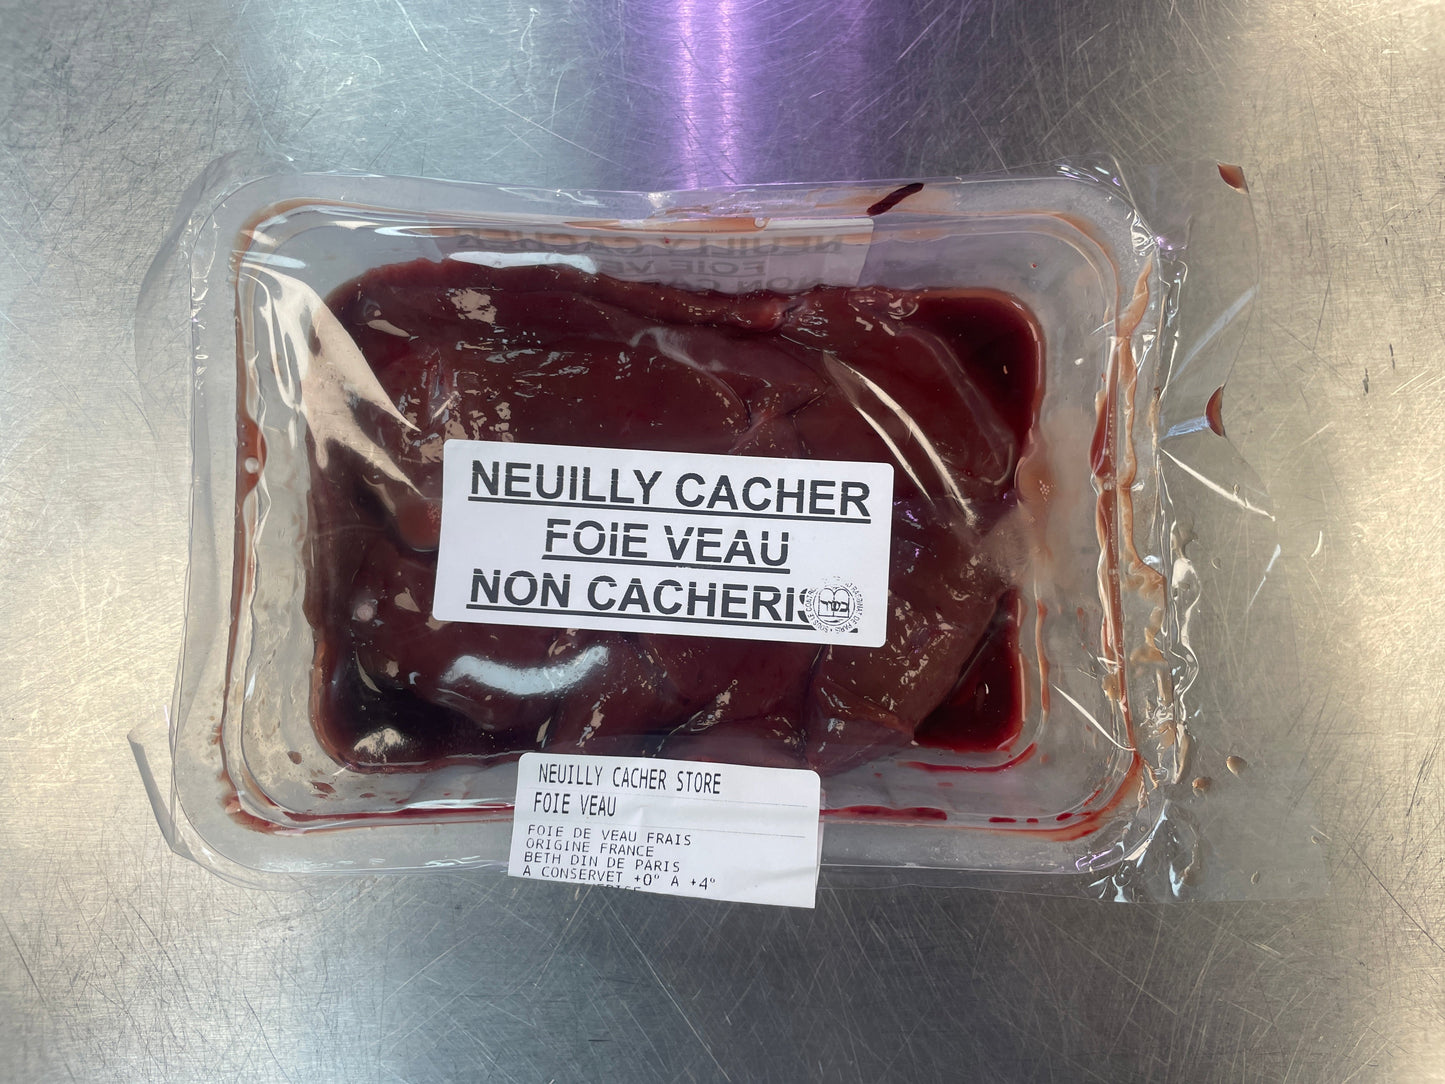 NEUILLY CACHER
FOIE VEAU
NON CACHERISE
NEUILLY CACHER STORE
FOIE VEAU
FOIE DE VEAU FRAIS
ORIGINE FRANCE
BETH DIN DE PARIS
A CONSERVET +0° A +4°